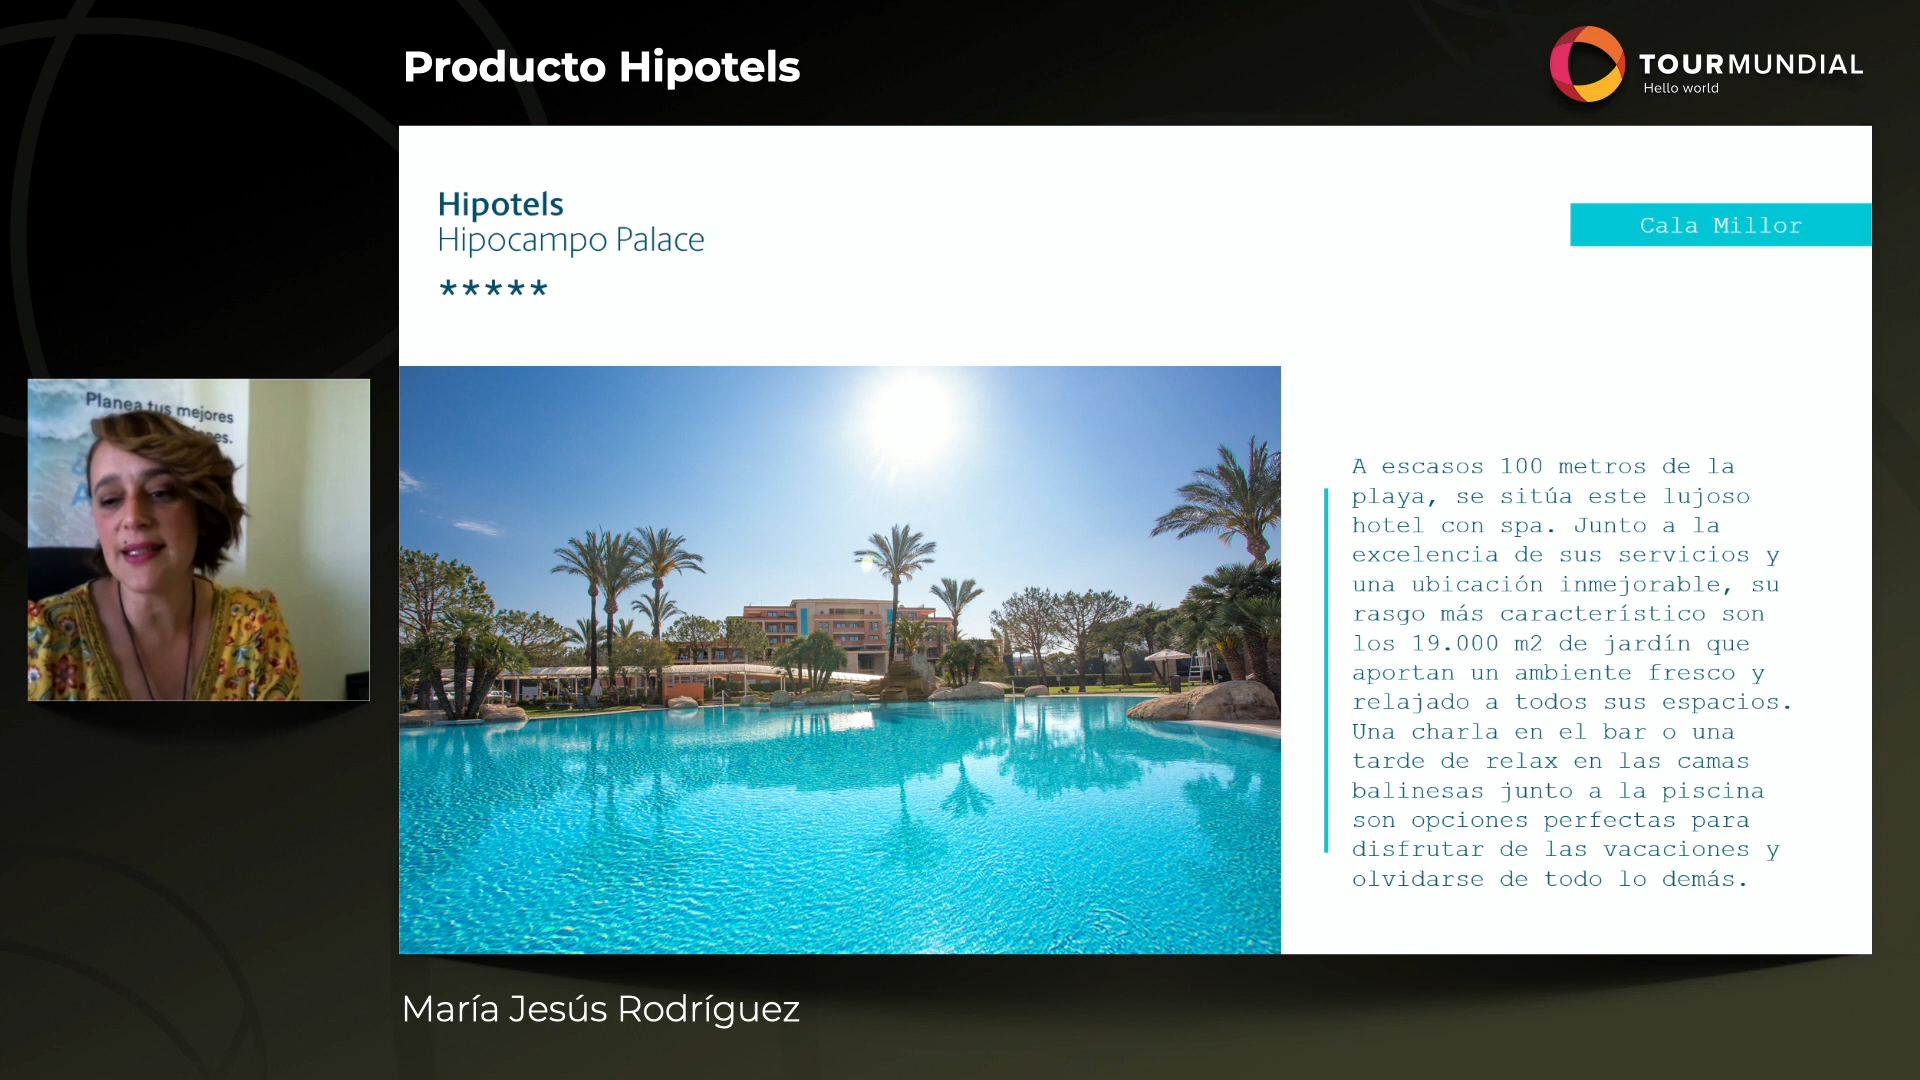 Producto Hipotels
TOURMUNDIAL
Hello world
Hipotels
Hipocampo Palace
*****
Cala Millor
Planea tus mejores
A escasos 100 metros de la
playa, se sitúa este lujoso
hotel con spa. Junto a la
excelencia de sus servicios y
una ubicación inmejorable, su
rasgo más característico son
los 19.000 m2 de jardín que
aportan un ambiente fresco y
relajado a todos sus espacios.
Una charla en el bar o una
tarde de relax en las camas
balinesas junto a la piscina
son opciones perfectas para
disfrutar de las vacaciones y
olvidarse de todo lo demás.
María Jesús Rodríguez